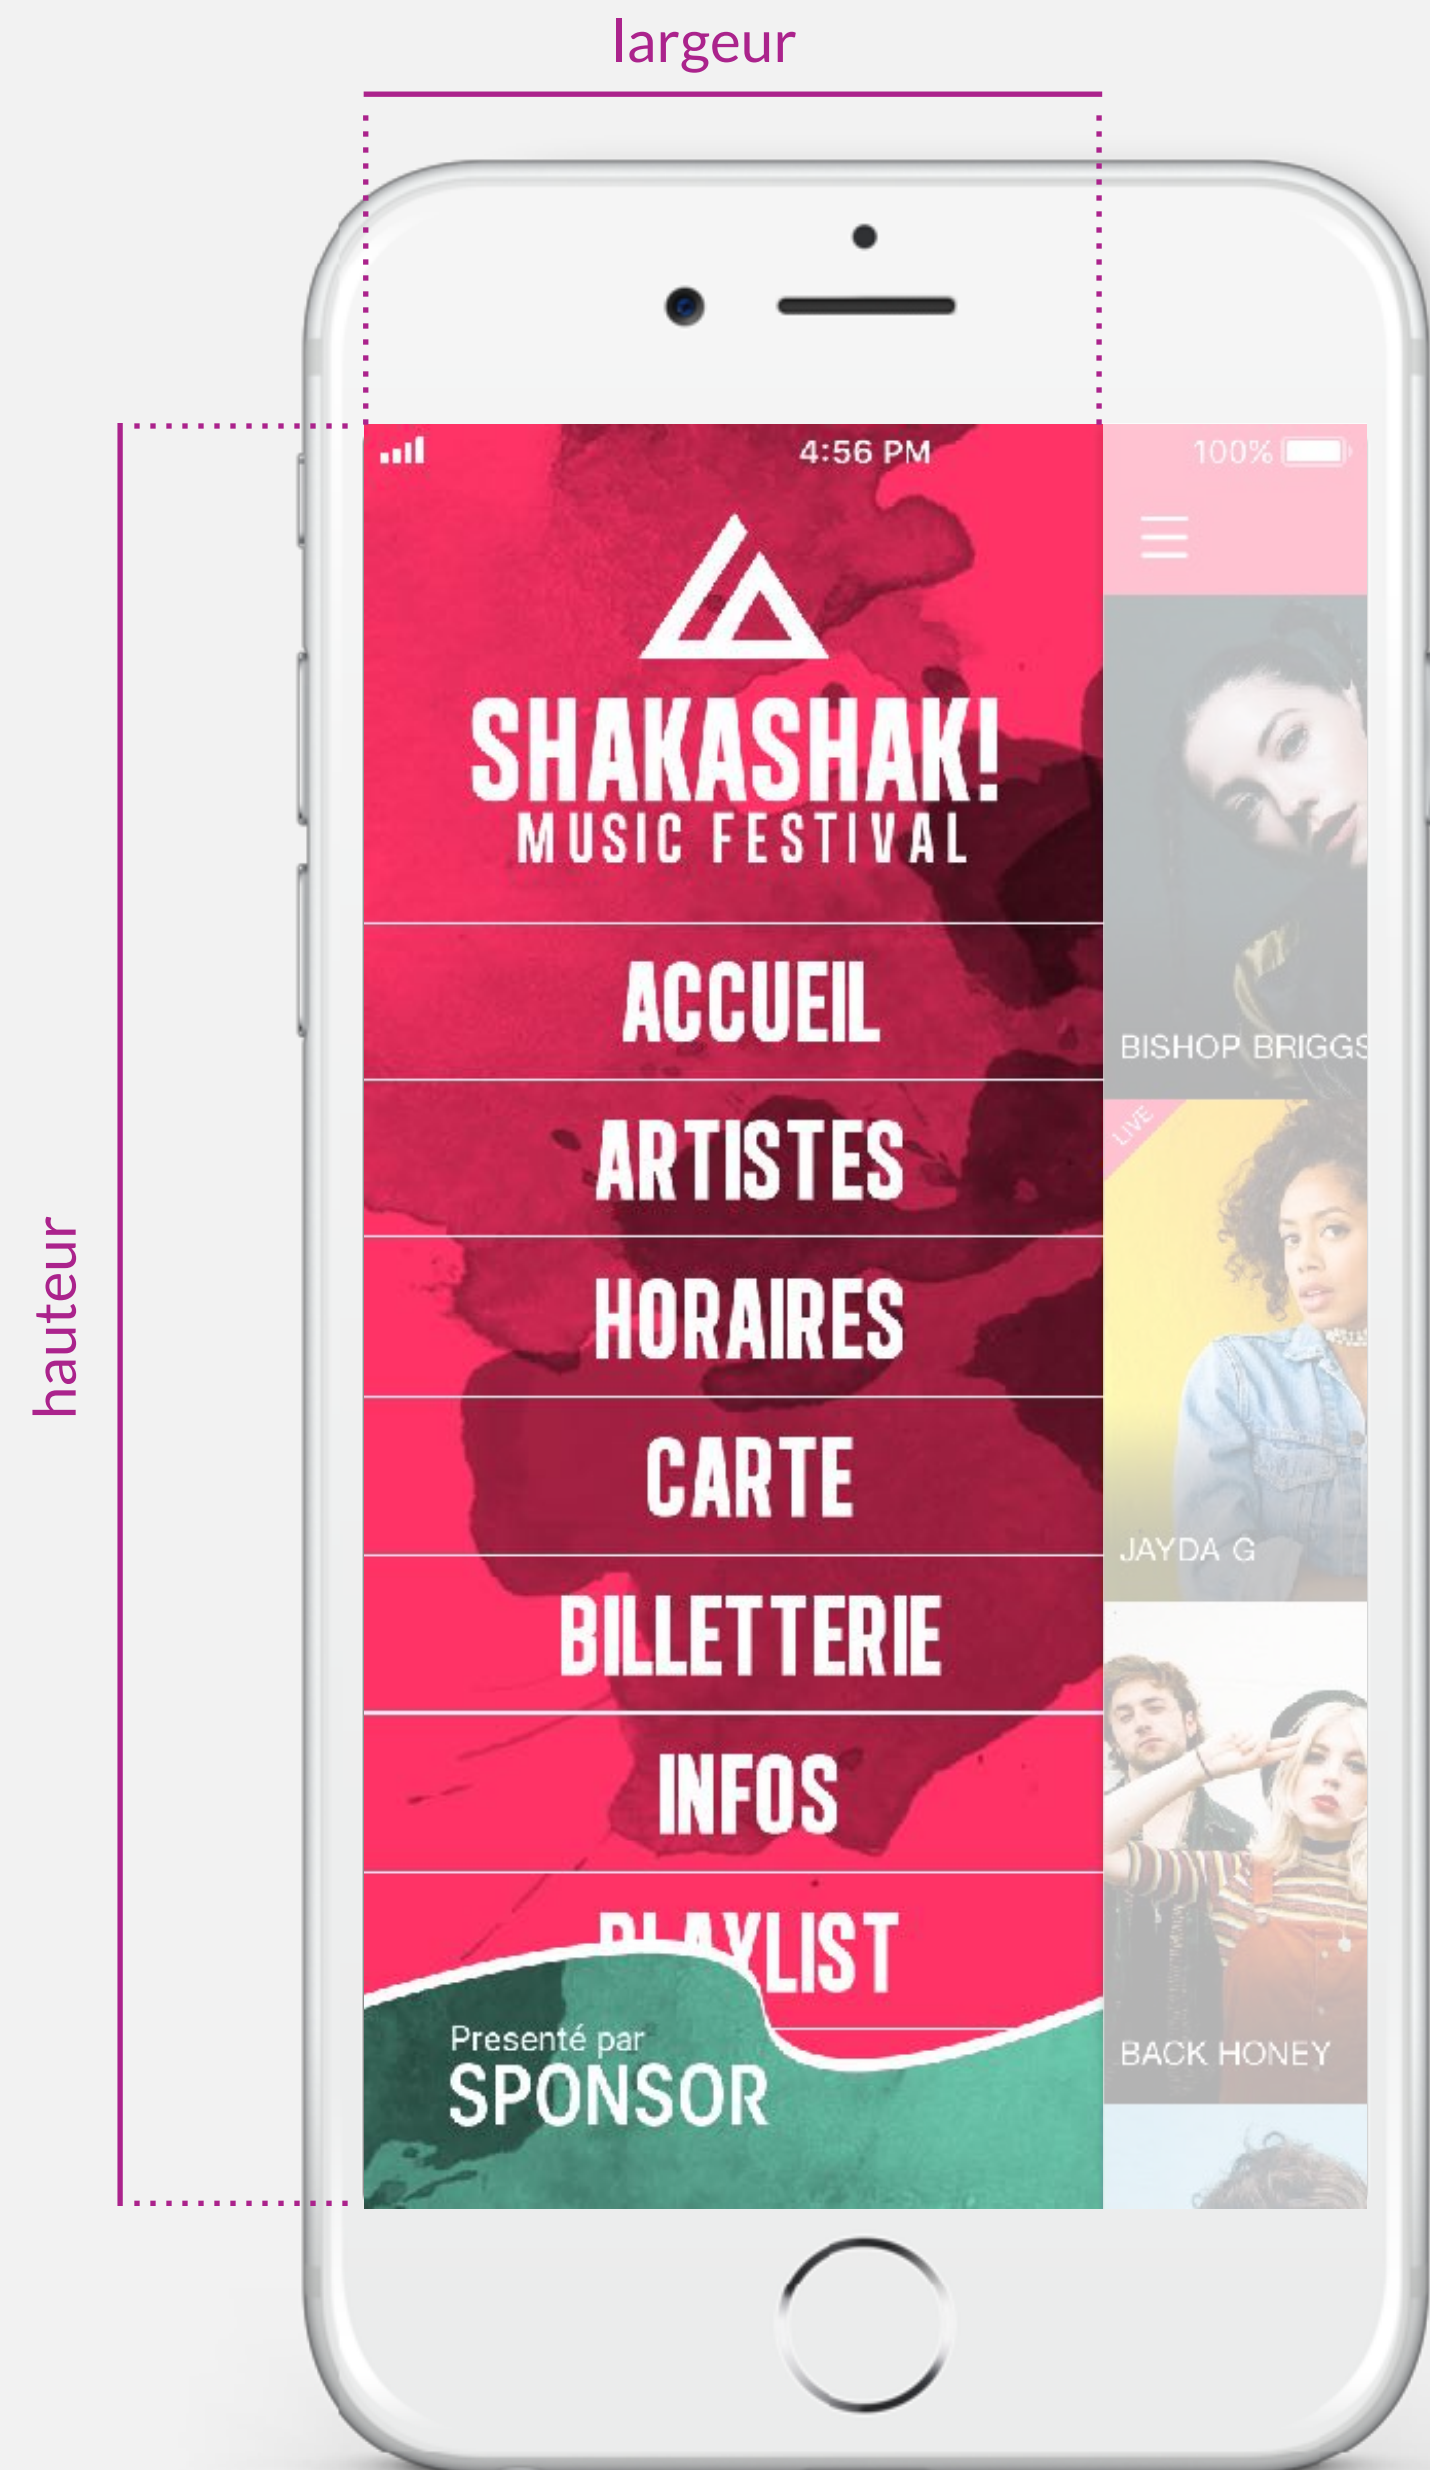 largeur
hauteur
4:56 PM
100%
SHAKASHAK!
MUSIC FESTIVAL
ACCUEIL
ARTISTES
HORAIRES
CARTE
BILLETTERIE
INFOS
PLAYLIST
Presenté par
SPONSOR
BISHOP BRIGGS
LIVE
JAYDA G
BACK HONEY